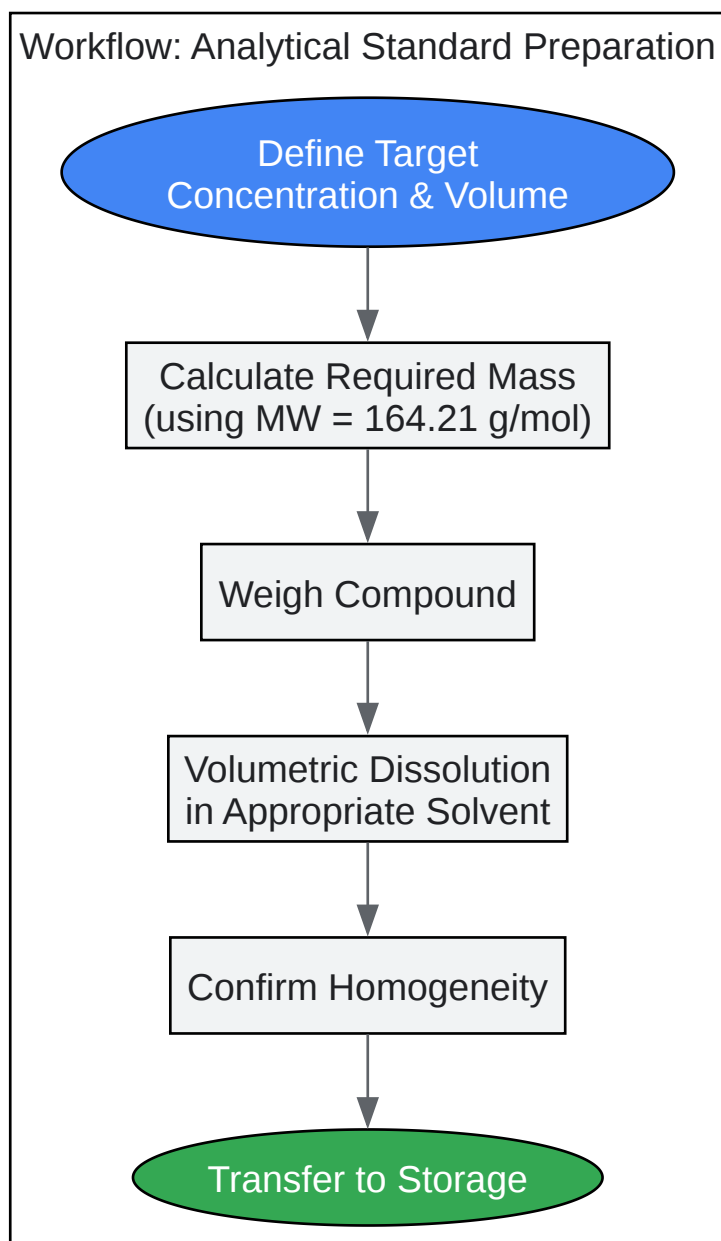 Workflow: Analytical Standard Preparation
Define Target
Concentration & Volume
Calculate Required Mass
(using MW = 164.21 g/mol)
Weigh Compound
Volumetric Dissolution
in Appropriate Solvent
Confirm Homogeneity
Transfer to Storage